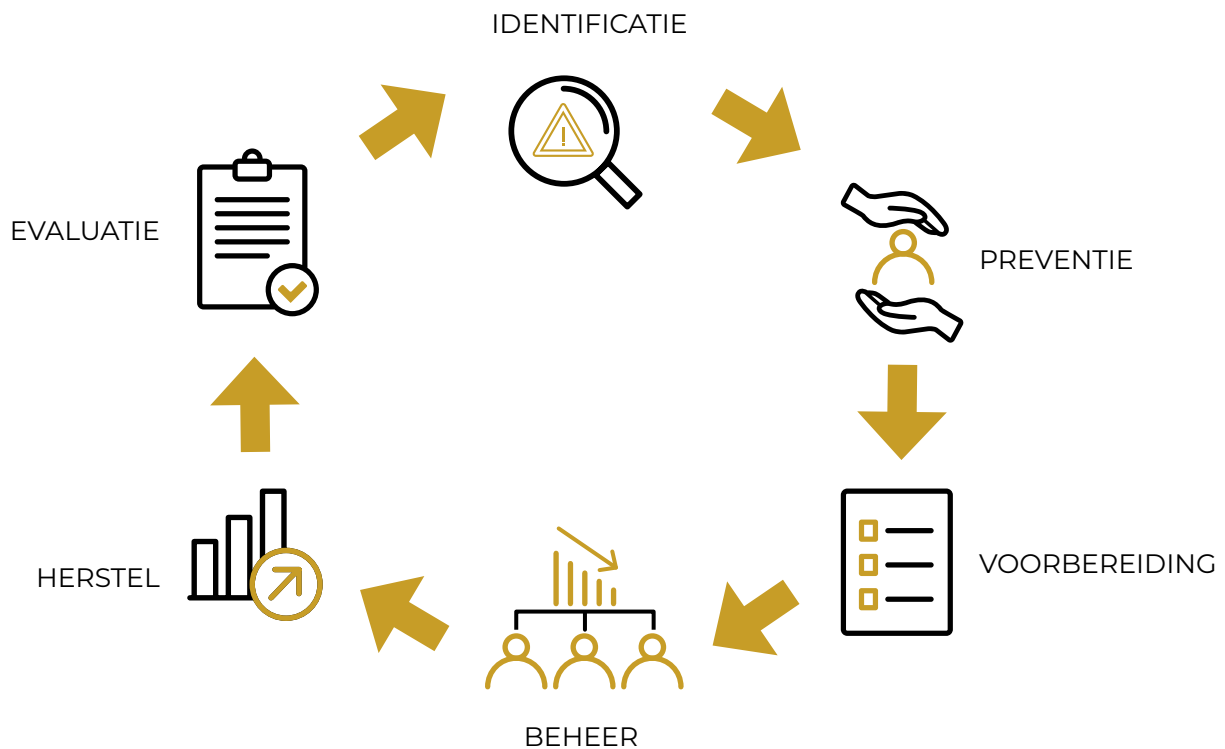 IDENTIFICATIE
PREVENTIE
VOORBEREIDING
BEHEER
HERSTEL
EVALUATIE